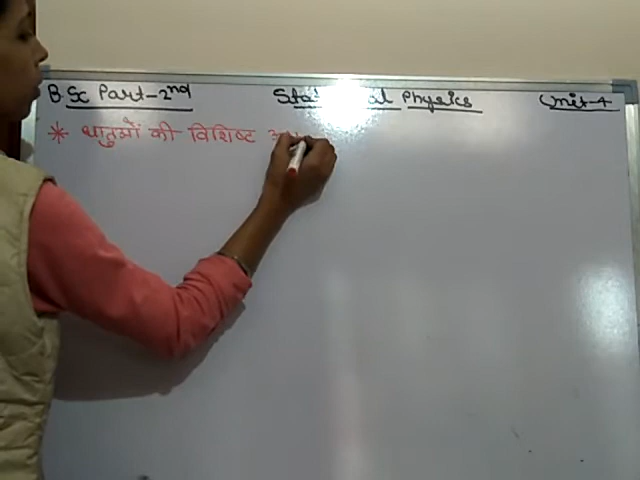 B.Sc Part-2nd Physics Unit-4
* धातुओं की विशिष्ट